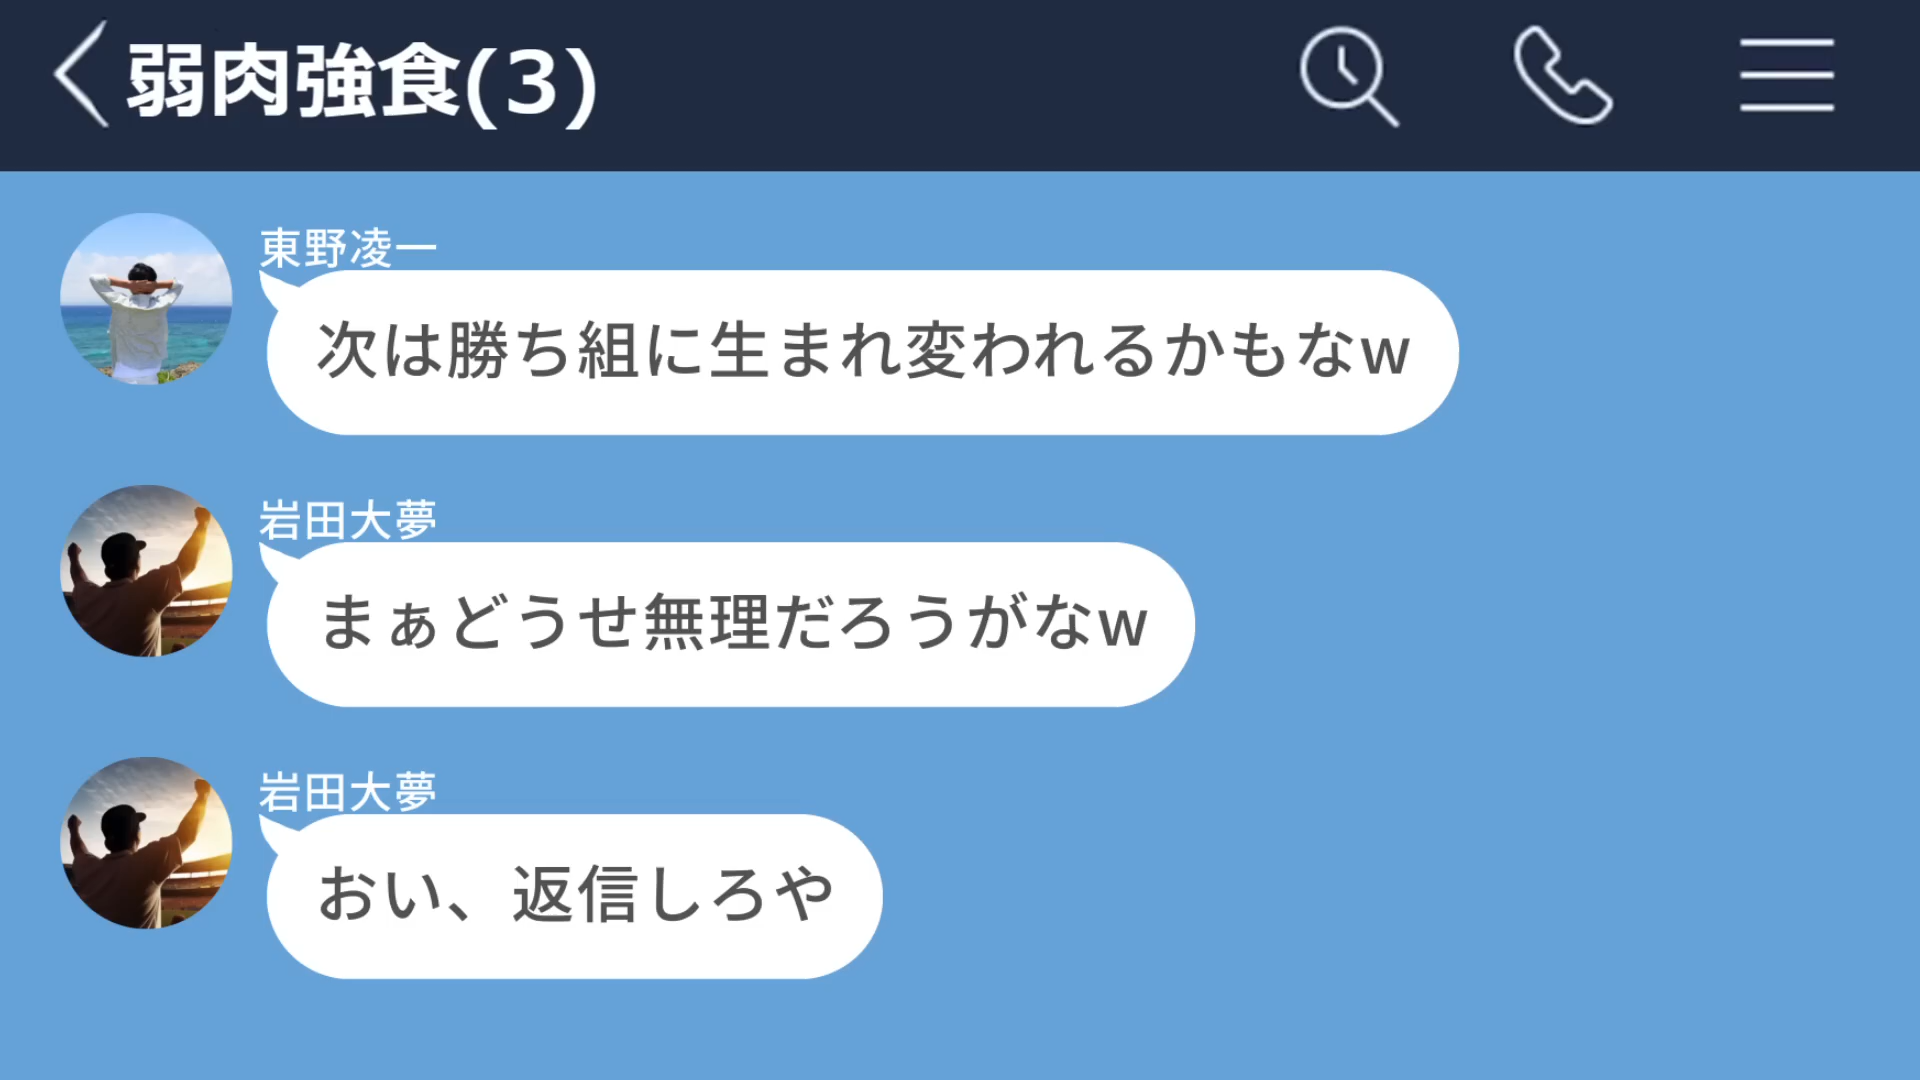 弱肉強食(3)
東野凌一
次は勝ち組に生まれ変われるかもなw
岩田大夢
まぁどうせ無理だろうがなw
岩田大夢
おい、返信しろや